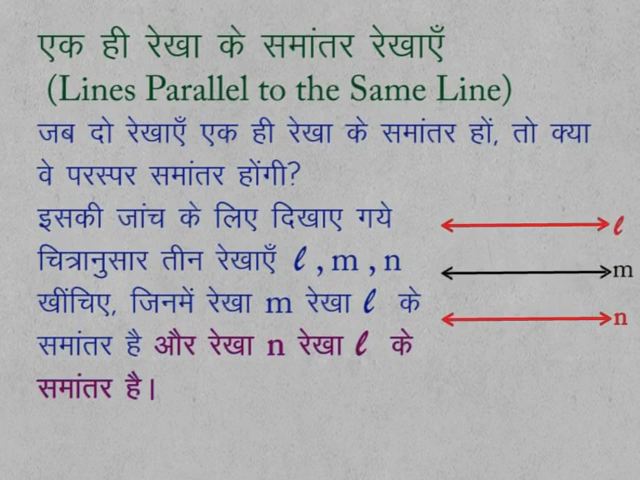 एक ही रेखा के समांतर रेखाएँ
(Lines Parallel to the Same Line)
जब दो रेखाएँ एक ही रेखा के समांतर हों, तो क्या
वे परस्पर समांतर होंगी?
इसकी जांच के लिए दिखाए गये
चित्रानुसार तीन रेखाएँ ℓ , m , n
खींचिए, जिनमें रेखा m रेखा ℓ के
समांतर है और रेखा n रेखा ℓ के
समांतर है।
ℓ
m
n